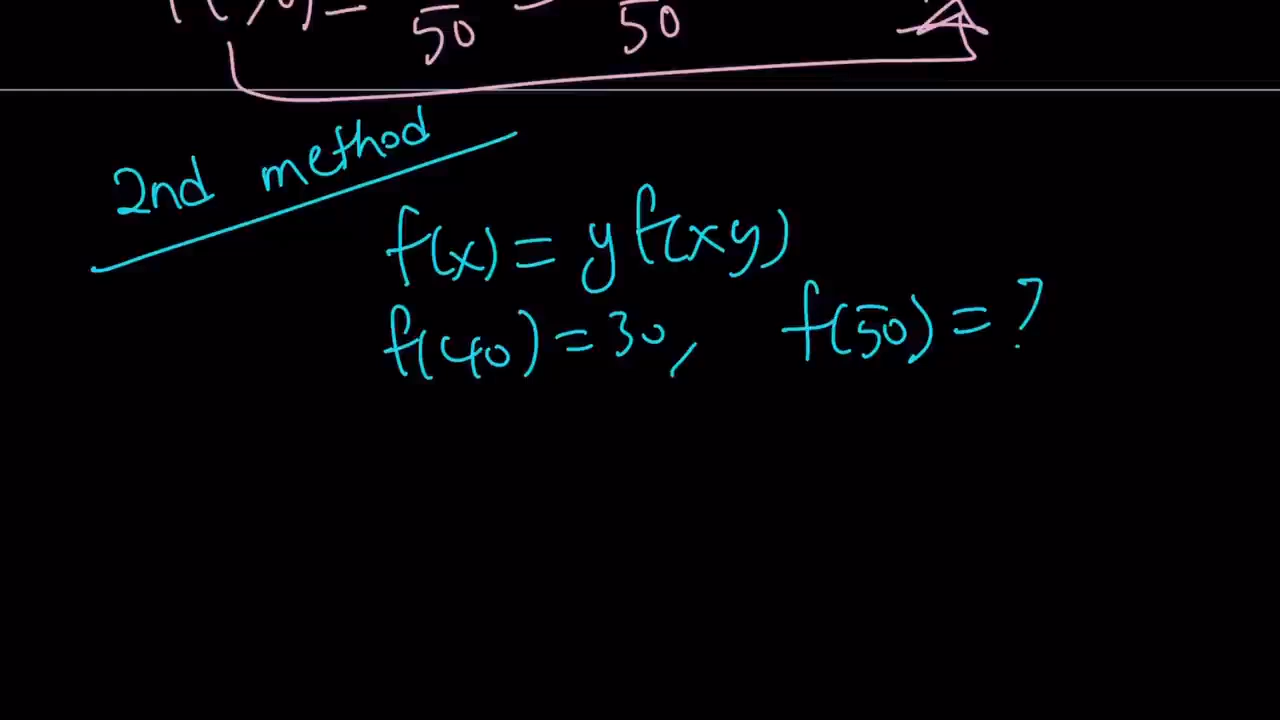 50 = 50
2nd method
f(x) = y f(xy)
f(40) = 30, f(50) = ?